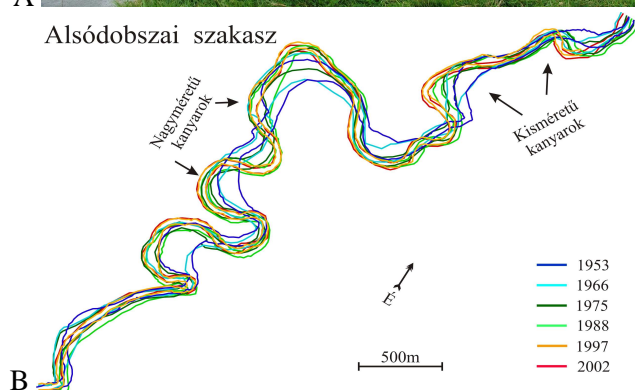 A
Alsódobszai szakasz
Nagyméretű
kanyarok
Kisméretű
kanyarok
É
1953
1966
1975
1988
1997
2002
500m
B